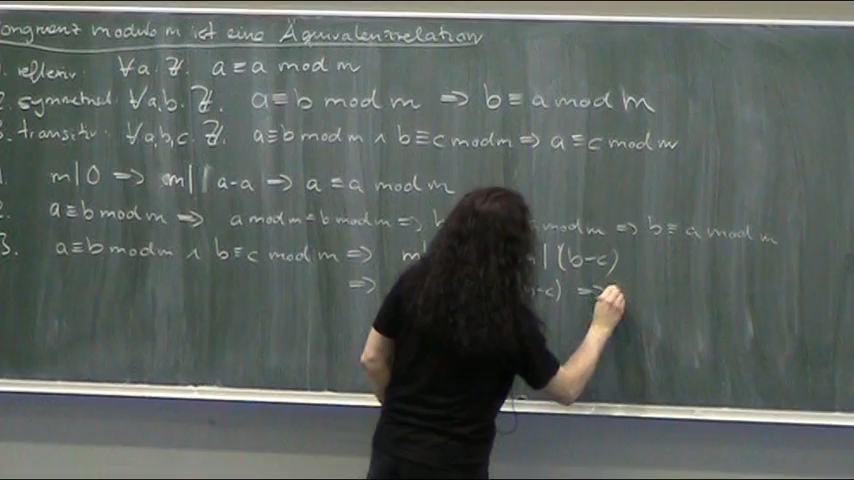 ongruenz modulo m ist eine Äquivalenzrelation
1. reflexiv. ∀a. ℤ. a ≡ a mod m
2. symmetrisch. ∀a,b. ℤ. a ≡ b mod m => b ≡ a mod m
3. transitiv. ∀a,b,c. ℤ. a ≡ b mod m ∧ b ≡ c mod m => a ≡ c mod m
1. m|0 => m|a-a => a ≡ a mod m
2. a ≡ b mod m => a mod m = b mod m => b a mod m => b ≡ a mod m
3. a ≡ b mod m ∧ b ≡ c mod m => m| | (b-c)
=> -c) =>